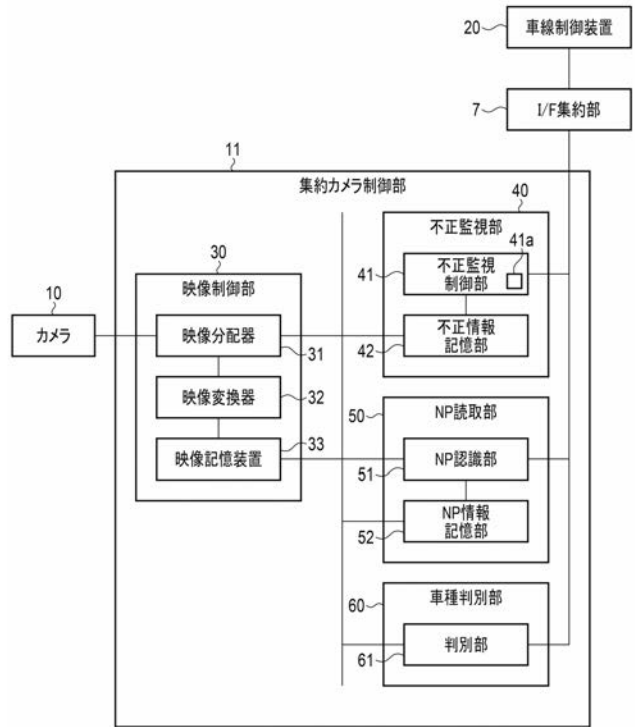 20
車線制御装置
7
I/F集約部
11
集約カメラ制御部
40
不正監視部
41
不正監視
制御部
41a
30
映像制御部
10
カメラ
映像分配器
31
42
不正情報
記憶部
映像変換器
32
50
NP読取部
33
映像記憶装置
51
NP認識部
52
NP情報
記憶部
60
車種判別部
61
判別部